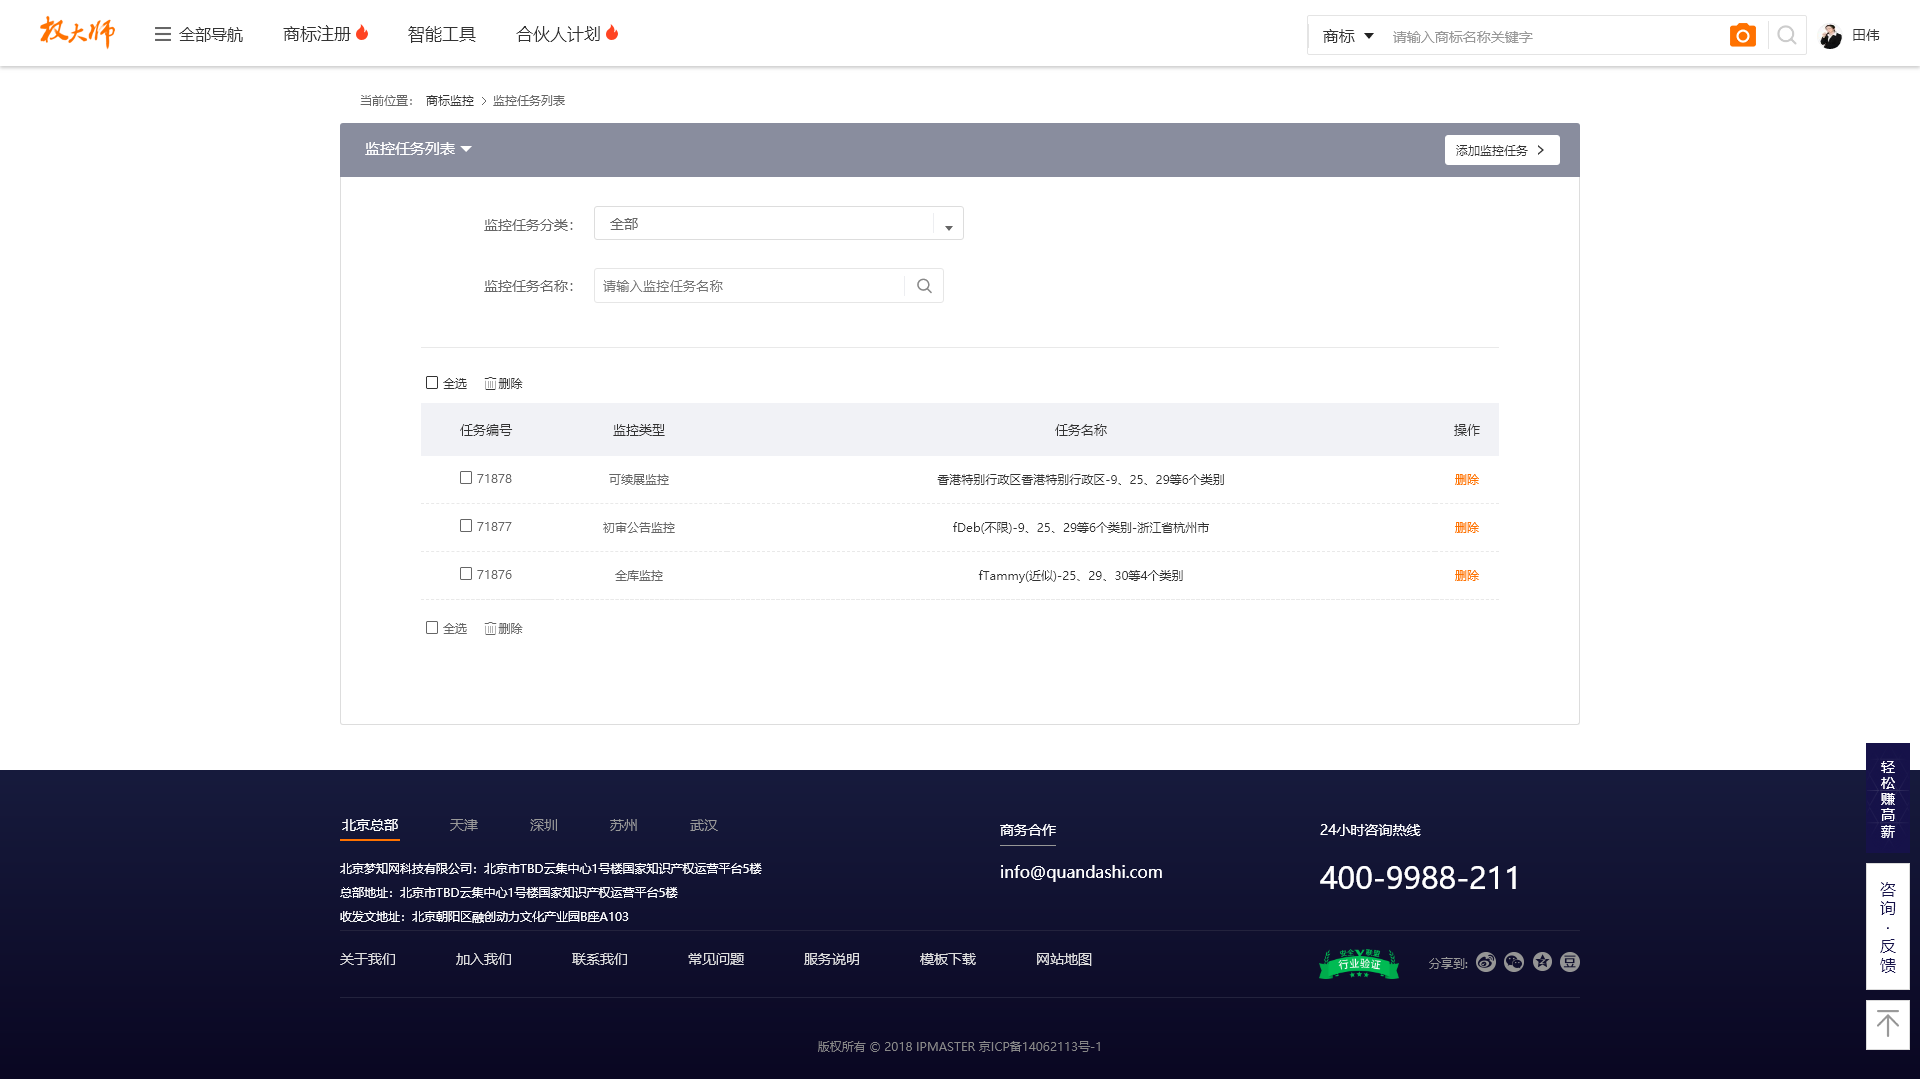 权大师
全部导航
商标注册
智能工具
合伙人计划
商标
请输入商标名称关键字
田伟
当前位置： 商标监控 > 监控任务列表
监控任务列表
添加监控任务 >
监控任务分类：
全部
监控任务名称：
请输入监控任务名称
全选 删除
任务编号 监控类型 任务名称 操作
71878 可续展监控 香港特别行政区香港特别行政区-9、25、29等6个类别 删除
71877 初审公告监控 fDeb(不限)-9、25、29等6个类别-浙江省杭州市 删除
71876 全库监控 fTammy(近似)-25、29、30等4个类别 删除
全选 删除
轻松赚高薪
咨询·反馈
北京总部 天津 深圳 苏州 武汉
北京梦知网科技有限公司：北京市TBD云集中心1号楼国家知识产权运营平台5楼
总部地址：北京市TBD云集中心1号楼国家知识产权运营平台5楼
收发文地址：北京朝阳区融创动力文化产业园B座A103
商务合作
info@quandashi.com
24小时咨询热线
400-9988-211
关于我们 加入我们 联系我们 常见问题 服务说明 模板下载 网站地图
安全V联盟
行业验证
分享到:
豆
版权所有 © 2018 IPMASTER 京ICP备14062113号-1